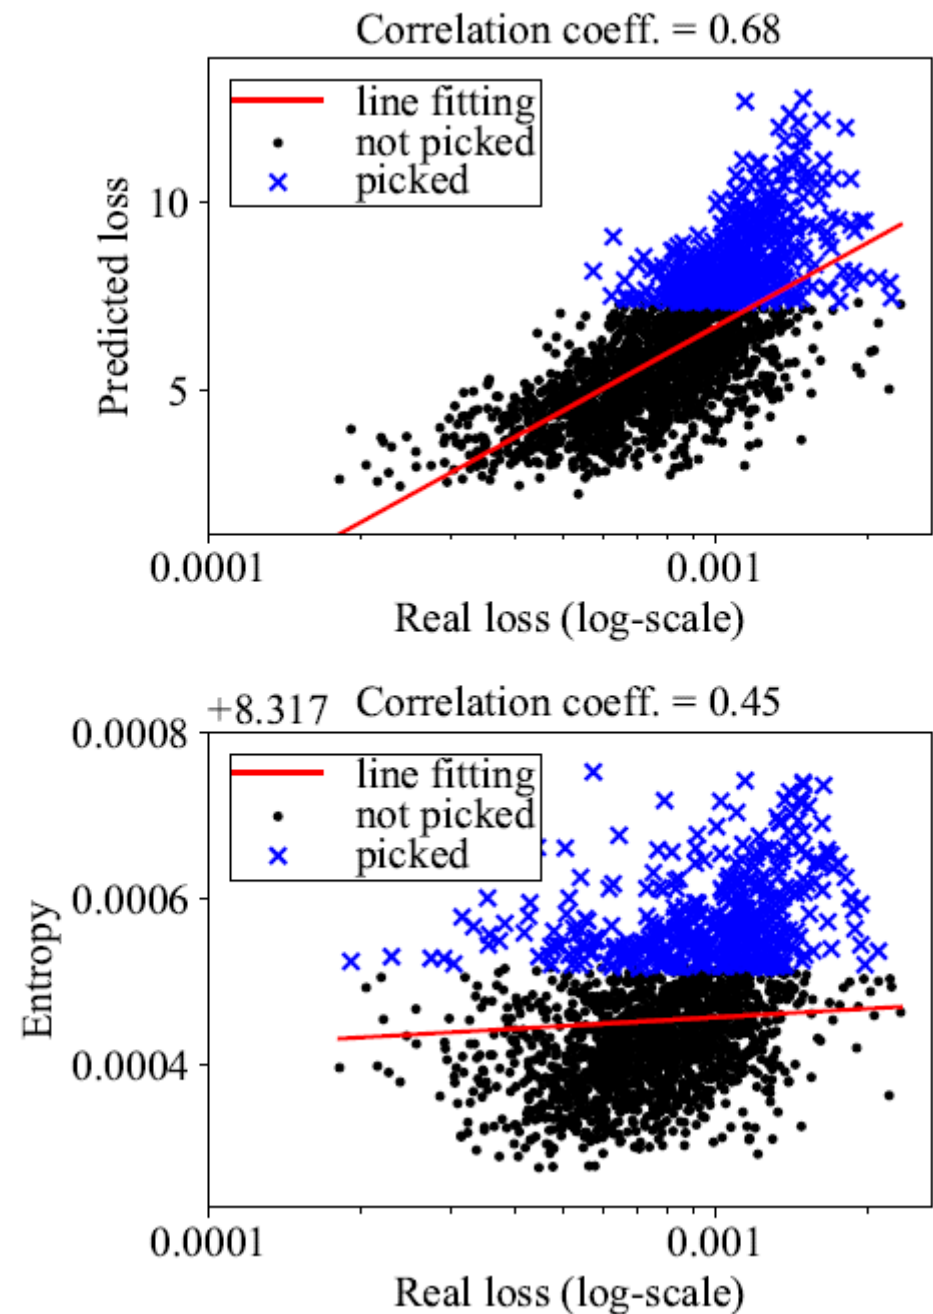 Correlation coeff. = 0.68
line fitting
not picked
picked
Predicted loss
10
5
0.0001 0.001
Real loss (log-scale)
+8.317 Correlation coeff. = 0.45
line fitting
not picked
picked
Entropy
0.0008
0.0006
0.0004
0.0001 0.001
Real loss (log-scale)